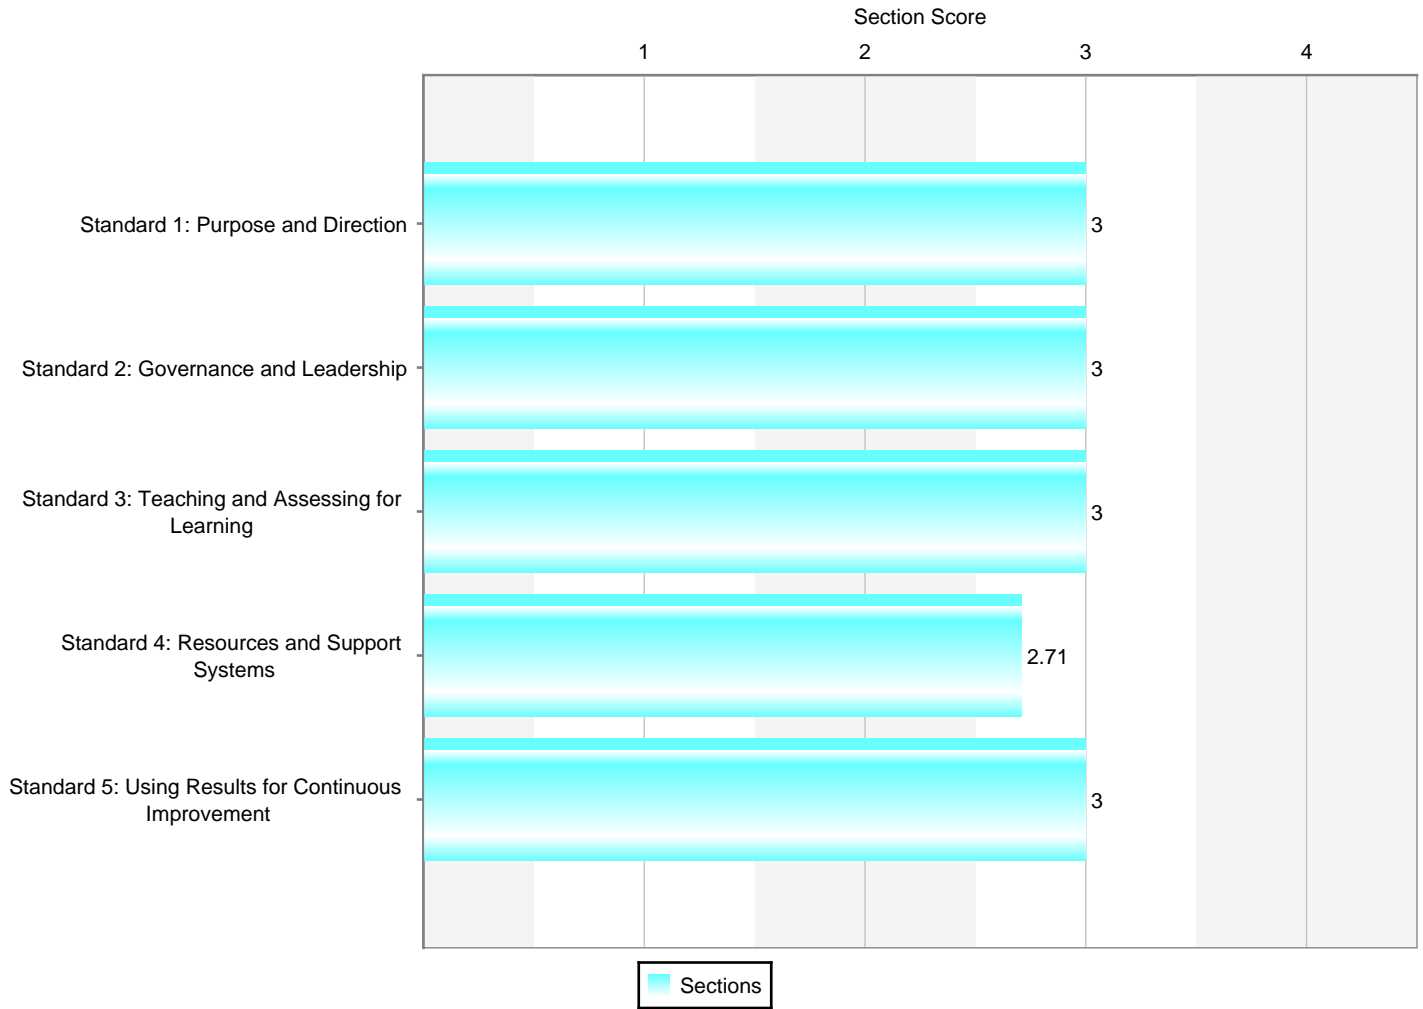 Section Score
1 2 3 4
Standard 1: Purpose and Direction
3
Standard 2: Governance and Leadership
3
Standard 3: Teaching and Assessing for
Learning
3
Standard 4: Resources and Support
Systems
2.71
Standard 5: Using Results for Continuous
Improvement
3
Sections